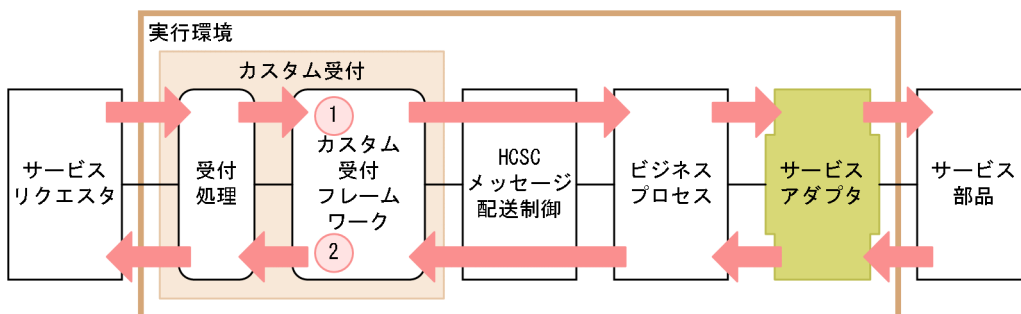 実行環境
カスタム受付
サービス
リクエスタ
受付
処理
1
カスタム
受付
フレーム
ワーク
2
HCSC
メッセージ
配送制御
ビジネス
プロセス
サービス
アダプタ
サービス
部品